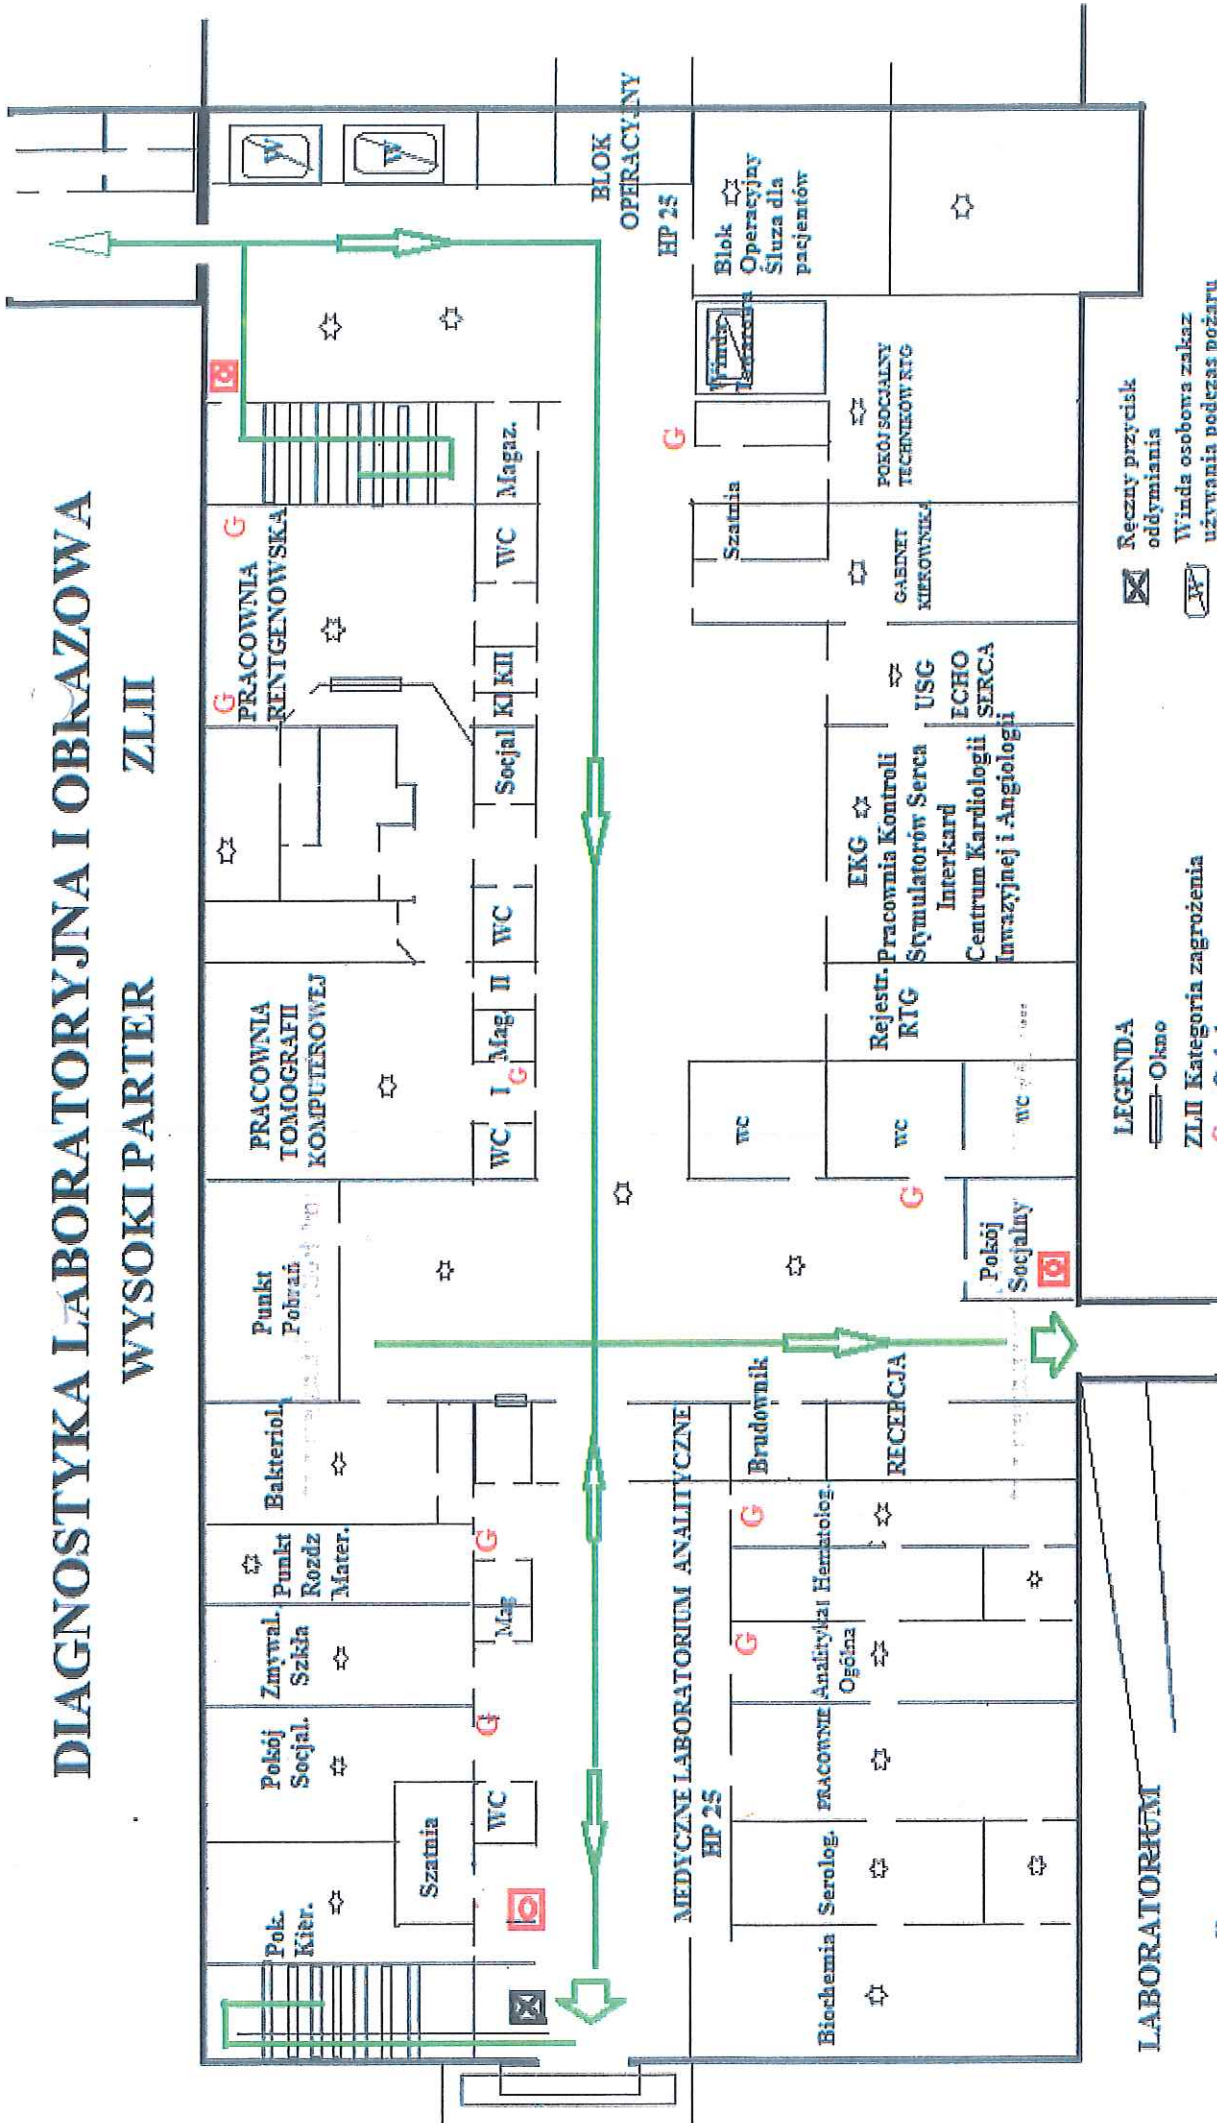 DIAGNOSTYKA LABORATORYJNA I OBRAZOWA
WYSOKI PARTER
ZLII
Pok.
Kier.
Szatnia
Pokój
Socjal.
WC
Zmywal.
Szkła
Mag
Punkt
Rozdz
Mater.
G
G
Bakteriol.
Punkt
Pobrań
PRACOWNIA
TOMOGRAFII
KOMPUTEROWEJ
WC
I
G
Mag.
II
WC
Socjal
KI
KII
WC
Magaz.
G
G
PRACOWNIA
RENTGENOWSKA
W
W
BLOK
OPERACYJNY
HP 25
MEDYCZNE LABORATORIUM ANALITYCZNE
HP 25
Biochemia
Serolog.
PRACOWNIE
Analityka
Ogólna
Hematolog.
G
G
Brudownik
RECERCJA
Pokój
Socjalny
G
WC
WC
WC
Rejestr.
RTG
EKG
Pracownia Kontroli
Stymulatorów Serca
Interkard
Centrum Kardiologii
Inwazyjnej i Angiologii
USG
ECHO
SERCA
GABINET
KIEROWNIKA
Szatnia
G
POKÓJ SOCJALNY
TECHNIKÓW RTG
Winda
Blok
Operacyjny
Śluza dla
pacjentów
LABORATORIUM
LEGENDA
Okno
ZLII Kategoria zagrożenia
Ręczny przycisk
oddymiania
W
Winda osobowa zakaz
używania podczas pożaru